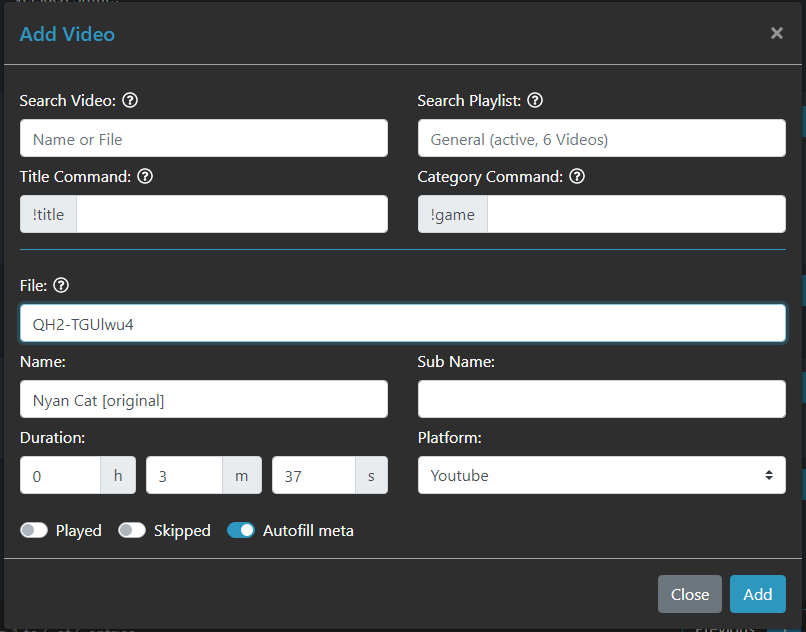 Add Video
×
Search Video:
Search Playlist:
Name or File
General (active, 6 Videos)
Title Command:
Category Command:
!title
!game
File:
QH2-TGUlwu4
Name:
Sub Name:
Nyan Cat [original]
Duration:
Platform:
0 h 3 m 37 s
Youtube
Played Skipped Autofill meta
Close Add